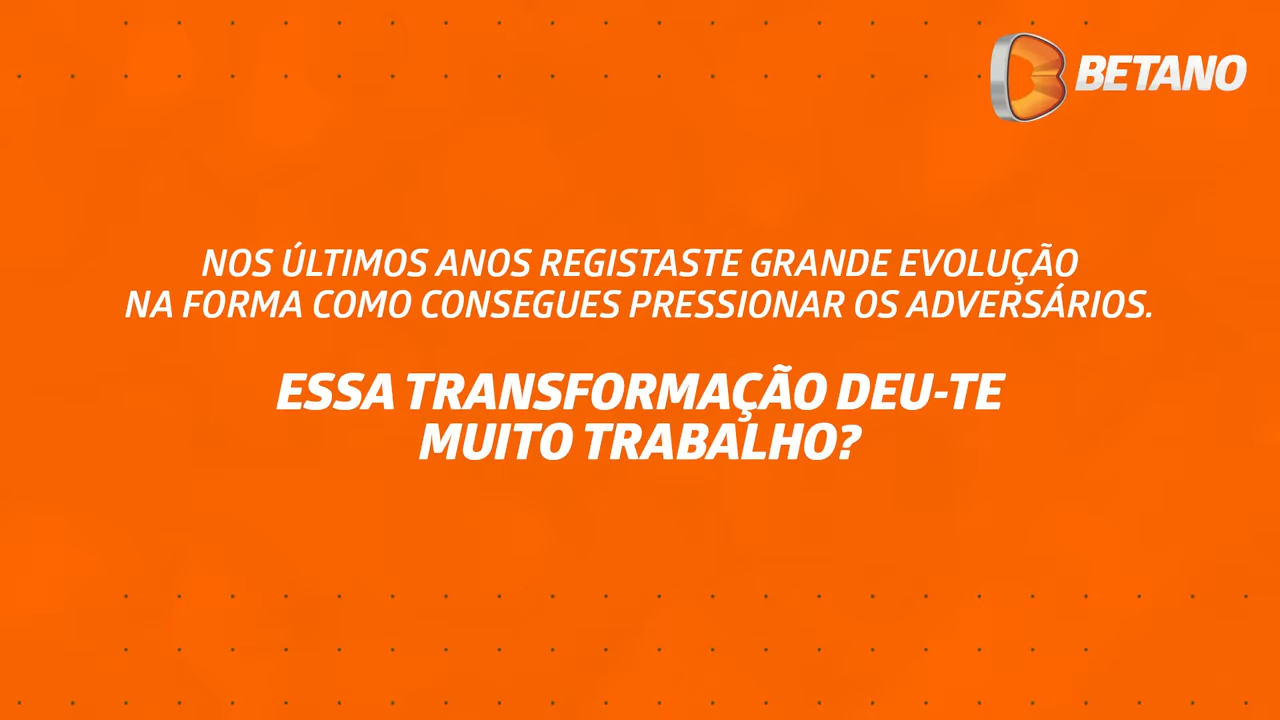 BETANO
NOS ÚLTIMOS ANOS REGISTASTE GRANDE EVOLUÇÃO
NA FORMA COMO CONSEGUES PRESSIONAR OS ADVERSÁRIOS.
ESSA TRANSFORMAÇÃO DEU-TE
MUITO TRABALHO?